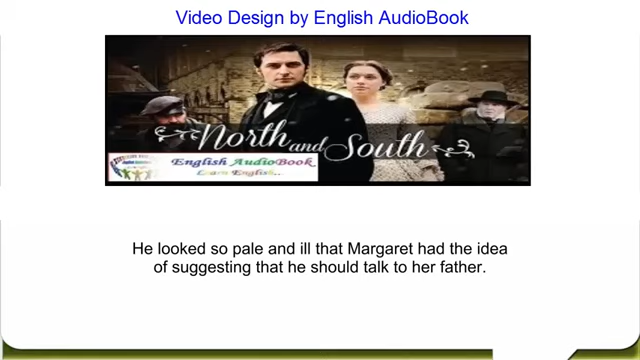 Video Design by English AudioBook
North and South
English AudioBook
Learn English...
He looked so pale and ill that Margaret had the idea
of suggesting that he should talk to her father.